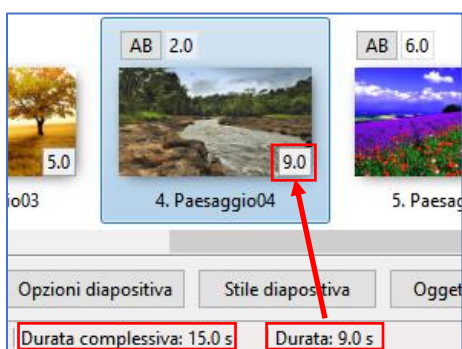 AB 2.0
AB 6.0
5.0
9.0
io03
4. Paesaggio04
5. Paesag
Opzioni diapositiva
Stile diapositiva
Ogget
Durata complessiva: 15.0 s
Durata: 9.0 s